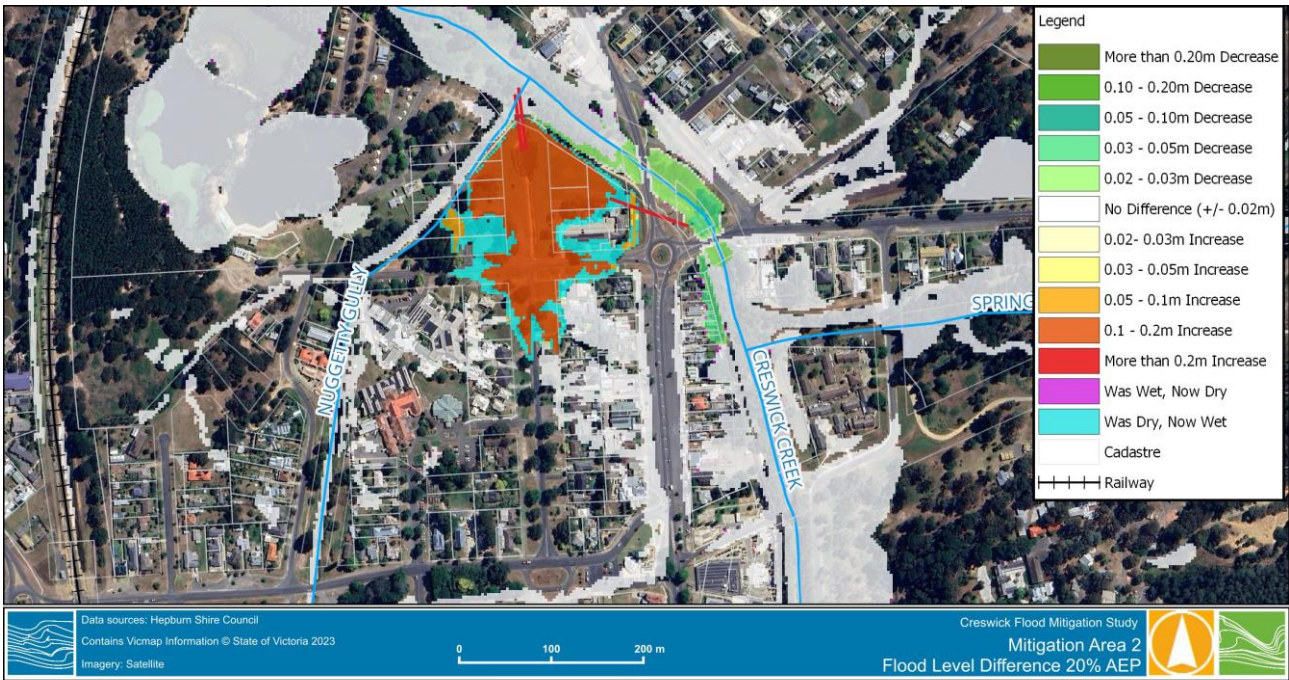 Legend
More than 0.20m Decrease
0.10 - 0.20m Decrease
0.05 - 0.10m Decrease
0.03 - 0.05m Decrease
0.02 - 0.03m Decrease
No Difference (+/- 0.02m)
0.02- 0.03m Increase
0.03 - 0.05m Increase
0.05 - 0.1m Increase
0.1 - 0.2m Increase
More than 0.2m Increase
Was Wet, Now Dry
Was Dry, Now Wet
Cadastre
Railway
NUGGETTY GULLY
CRESWICK CREEK
SPRING
Data sources: Hepburn Shire Council
Contains Vicmap Information © State of Victoria 2023
Imagery: Satellite
0 100 200 m
Creswick Flood Mitigation Study
Mitigation Area 2
Flood Level Difference 20% AEP